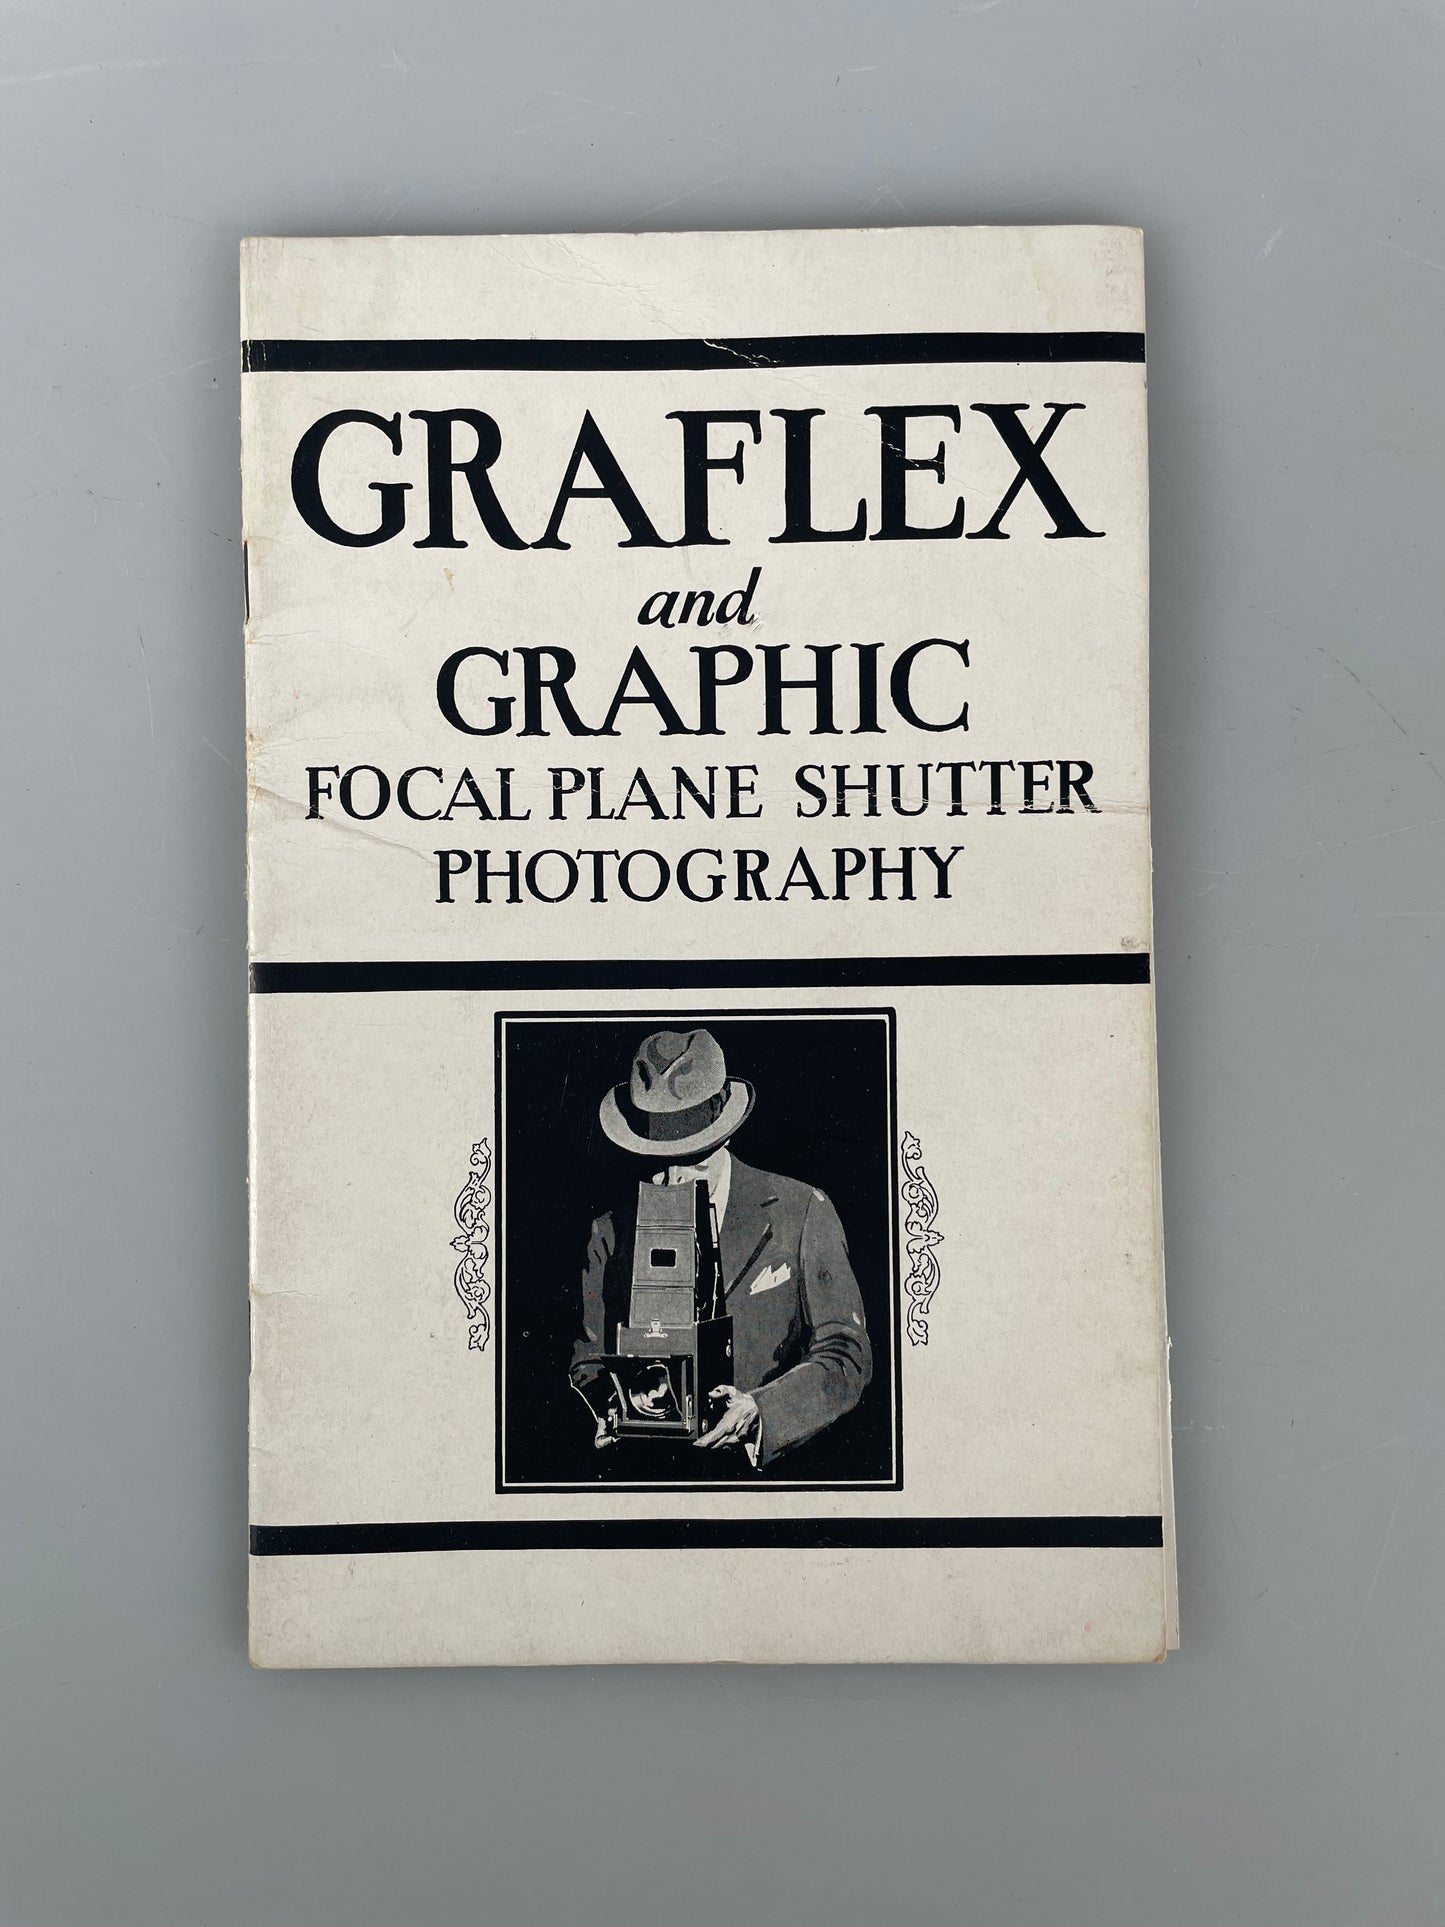 GRAFLEX
and
GRAPHIC
FOCAL PLANE SHUTTER
PHOTOGRAPHY